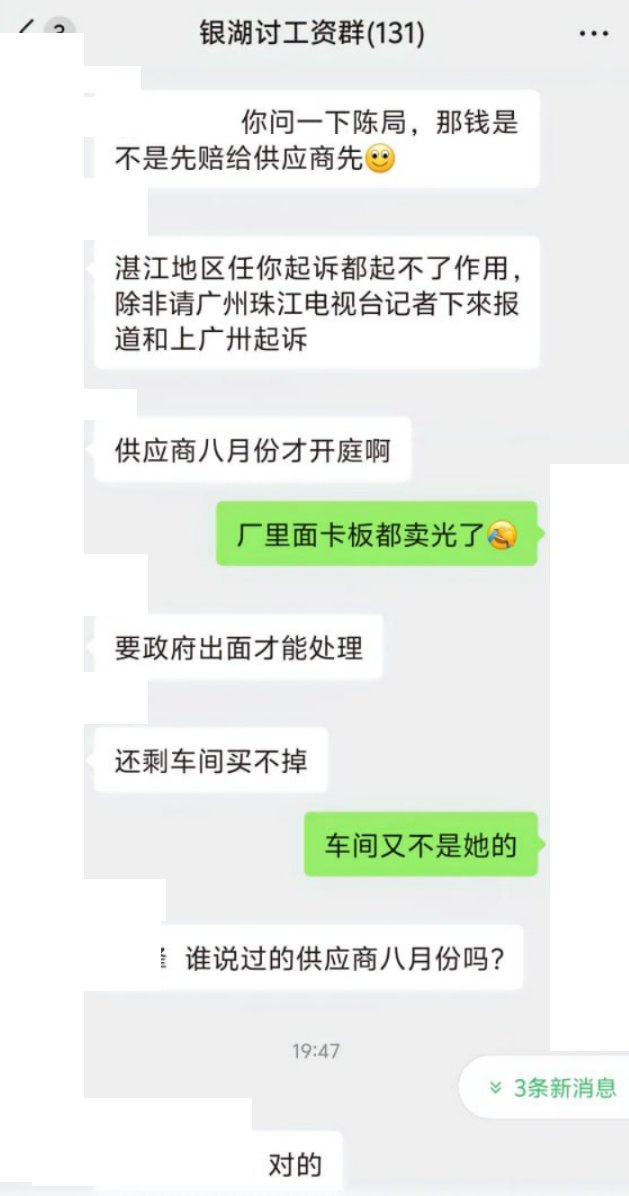 银湖讨工资群(131)
你问一下陈局，那钱是
不是先赔给供应商先
湛江地区任你起诉都起不了作用，
除非请广州珠江电视台记者下來报
道和上广卅起诉
供应商八月份才开庭啊
厂里面卡板都卖光了
要政府出面才能处理
还剩车间买不掉
车间又不是她的
谁说过的供应商八月份吗？
19:47
3条新消息
对的